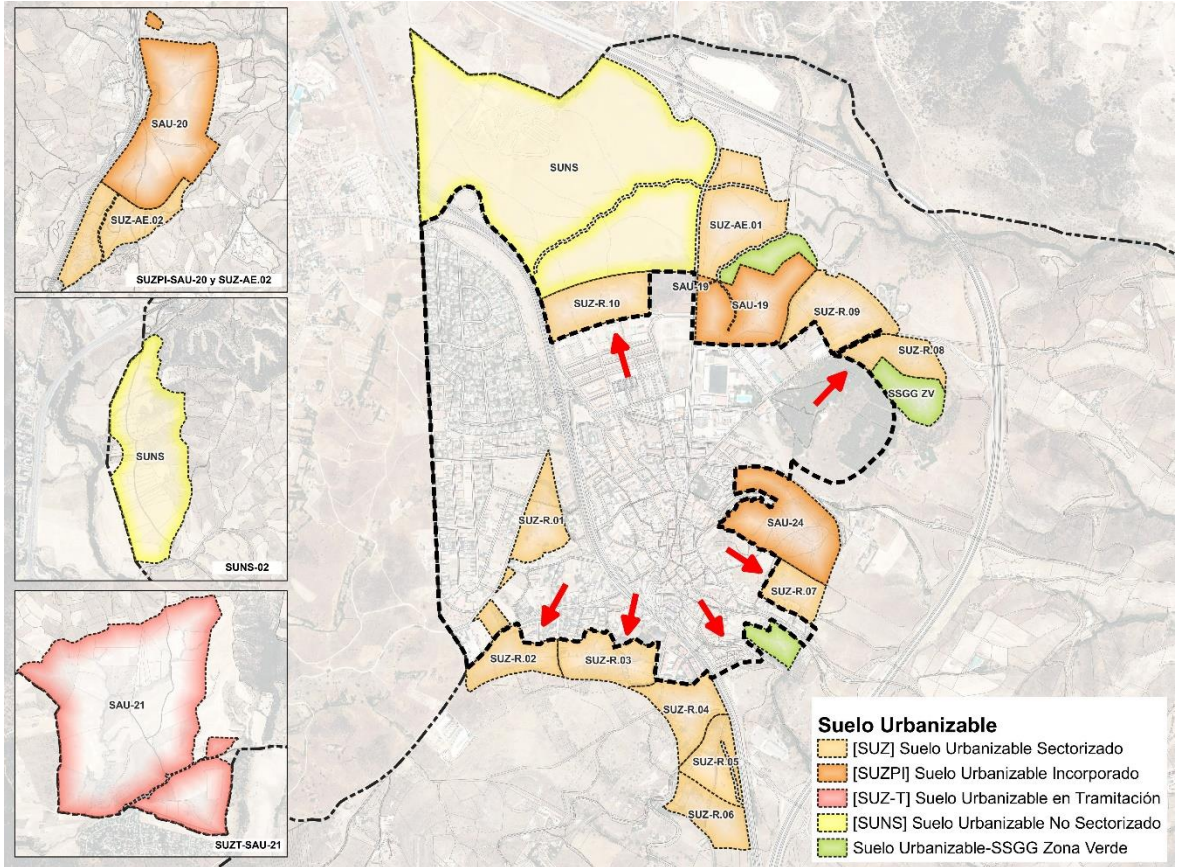 SAU-20
SUZ-AE.02
SUZPI-SAU-20 y SUZ-AE.02
SUNS
SUNS-02
SAU-21
SUZT-SAU-21
SUNS
SUZ-AE.01
SUZ-R.10
SAU-19
SAU-19
SUZ-R.09
SUZ-R.08
SSGG ZV
SUZ-R.01
SAU-24
SUZ-R.07
SUZ-R.02
SUZ-R.03
SUZ-R.04
SUZ-R.05
SUZ-R.06
Suelo Urbanizable
[SUZ] Suelo Urbanizable Sectorizado
[SUZPI] Suelo Urbanizable Incorporado
[SUZ-T] Suelo Urbanizable en Tramitación
[SUNS] Suelo Urbanizable No Sectorizado
Suelo Urbanizable-SSGG Zona Verde